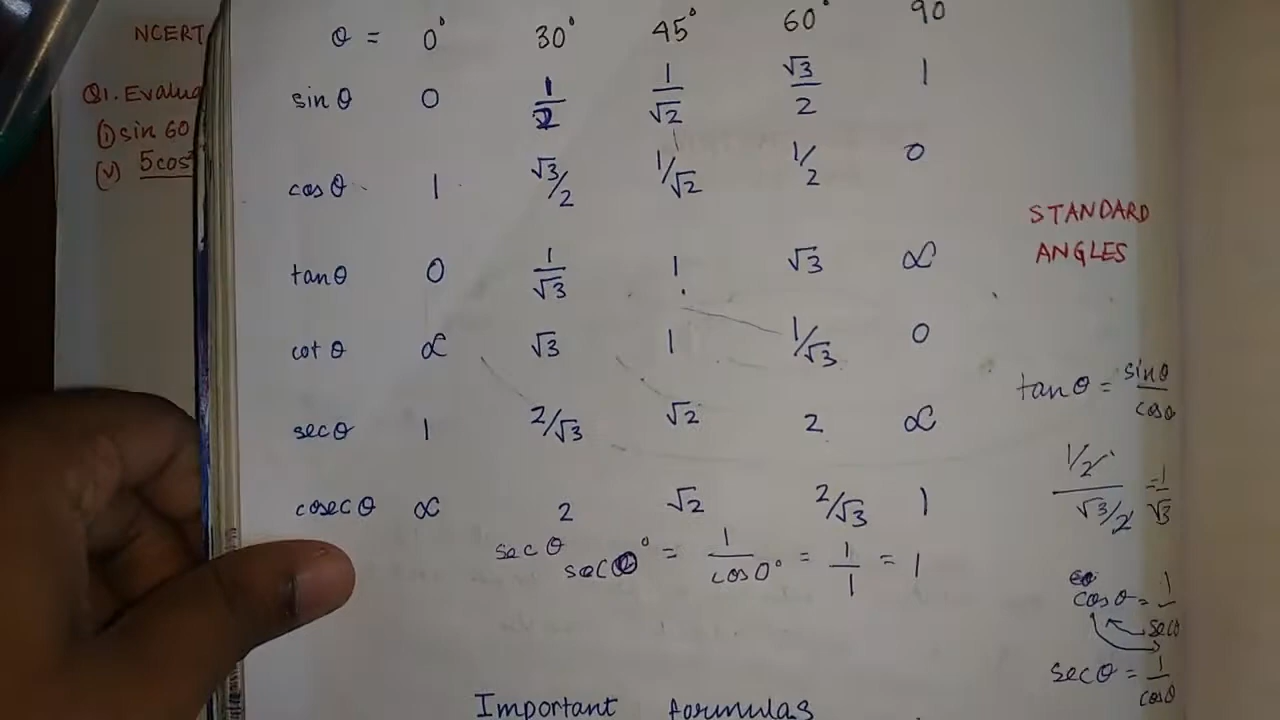 NCERT
Q1. Evalua
(i) sin 60
(v) 5cos²
θ = 0° 30° 45° 60° 90
sin θ 0 1/2 1/√2 √3/2 1
cos θ 1 √3/2 1/√2 1/2 0
tan θ 0 1/√3 1 √3 ∝
cot θ ∝ √3 1 1/√3 0
sec θ 1 2/√3 √2 2 ∝
cosec θ ∝ 2 √2 2/√3 1
sec θ
sec 0° = 1/cos 0° = 1/1 = 1
Important formulas
STANDARD
ANGLES
tan θ = sin θ/cos θ
1/2 / √3/2 = 1/√3
cos θ = 1/sec θ
sec θ = 1/cos θ